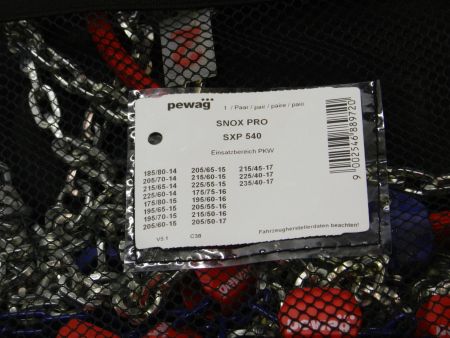 pewag
1 / Paar / pair / paire / paio
SNOX PRO
SXP 540
Einsatzbereich PKW
185/80-14 205/65-15 215/45-17
205/70-14 215/60-15 225/40-17
215/65-14 225/55-15 235/40-17
225/60-14 175/75-16
175/80-15 195/60-16
195/65-15 205/55-16
195/70-15 215/50-16
205/60-15 205/50-17
V5.1 C38 Fahrzeugherstellerdaten beachten!
9002546889720
pewag